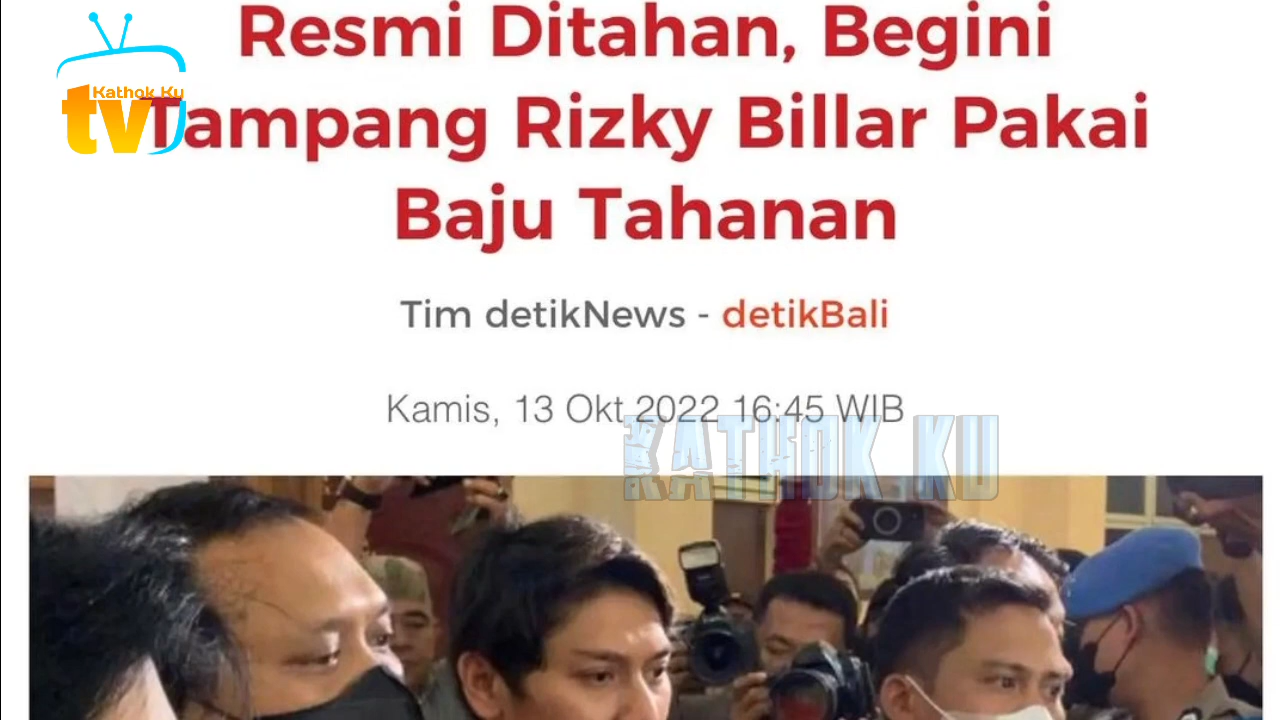 Resmi Ditahan, Begini
Kathok Ku
tv
Tampang Rizky Billar Pakai
Baju Tahanan
Tim detikNews - detikBali
Kamis, 13 Okt 2022 16:45 WIB
KATHOK KU